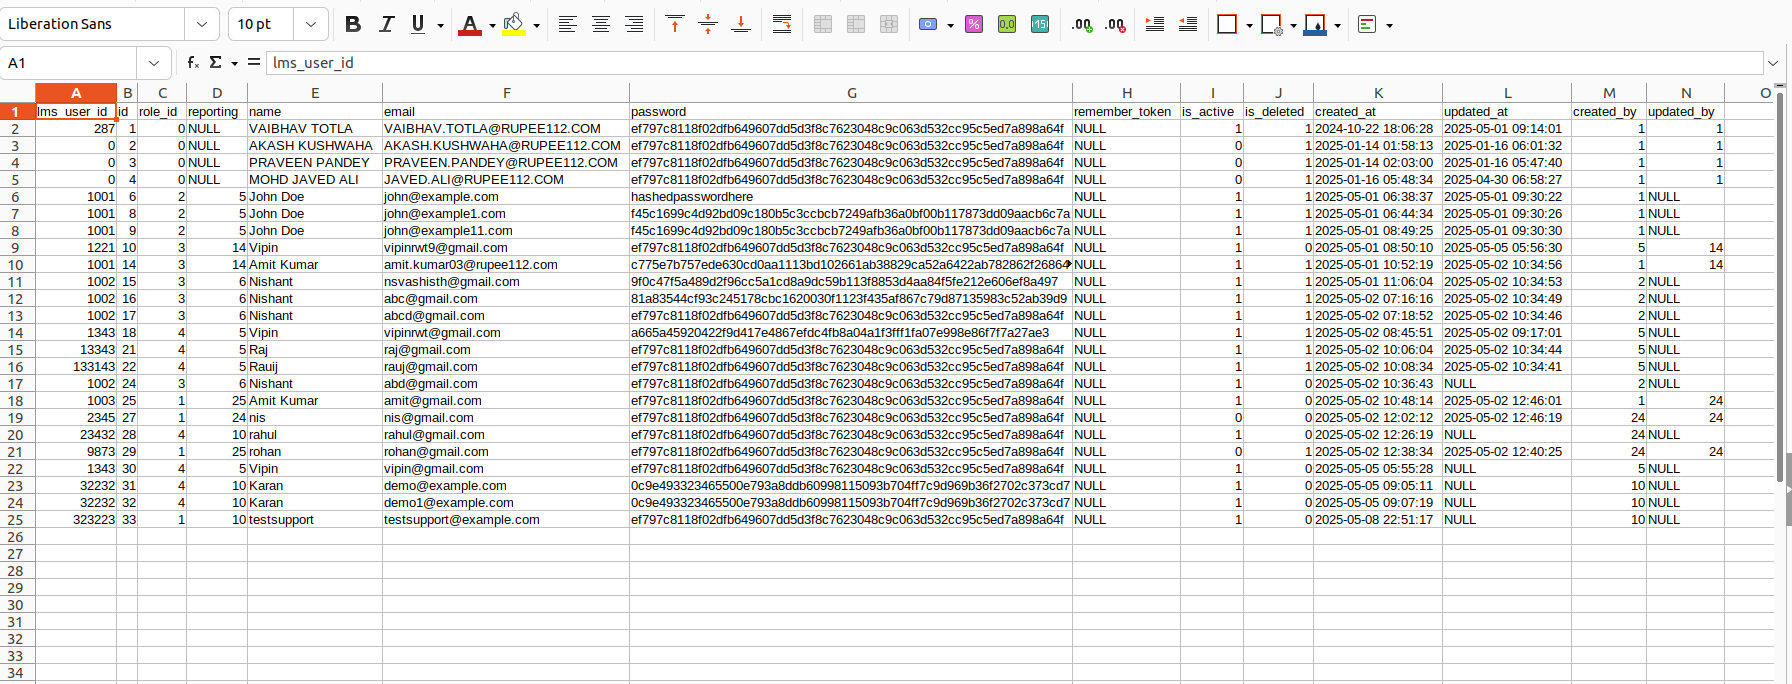 Liberation Sans 10 pt B I U A % 0.0 .00 .00
A1 fx Σ = lms_user_id
A B C D E F G H I J K L M N O
1 lms_user_id id role_id reporting name email password remember_token is_active is_deleted created_at updated_at created_by updated_by
2 287 1 0 NULL VAIBHAV TOTLA VAIBHAV.TOTLA@RUPEE112.COM ef797c8118f02dfb649607dd5d3f8c7623048c9c063d532cc95c5ed7a898a64f NULL 1 1 2024-10-22 18:06:28 2025-05-01 09:14:01 1 1
3 0 2 0 NULL AKASH KUSHWAHA AKASH.KUSHWAHA@RUPEE112.COM ef797c8118f02dfb649607dd5d3f8c7623048c9c063d532cc95c5ed7a898a64f NULL 0 1 2025-01-14 01:58:13 2025-01-16 06:01:32 1 1
4 0 3 0 NULL PRAVEEN PANDEY PRAVEEN.PANDEY@RUPEE112.COM ef797c8118f02dfb649607dd5d3f8c7623048c9c063d532cc95c5ed7a898a64f NULL 0 1 2025-01-14 02:03:00 2025-01-16 05:47:40 1 1
5 0 4 0 NULL MOHD JAVED ALI JAVED.ALI@RUPEE112.COM ef797c8118f02dfb649607dd5d3f8c7623048c9c063d532cc95c5ed7a898a64f NULL 0 1 2025-01-16 05:48:34 2025-04-30 06:58:27 1 1
6 1001 6 2 5 John Doe john@example.com hashedpasswordhere NULL 1 1 2025-05-01 06:38:37 2025-05-01 09:30:22 1 NULL
7 1001 8 2 5 John Doe john@example1.com f45c1699c4d92bd09c180b5c3ccbcb7249afb36a0bf00b117873dd09aacb6c7a NULL 1 1 2025-05-01 06:44:34 2025-05-01 09:30:26 1 NULL
8 1001 9 2 5 John Doe john@example11.com f45c1699c4d92bd09c180b5c3ccbcb7249afb36a0bf00b117873dd09aacb6c7a NULL 1 1 2025-05-01 08:49:25 2025-05-01 09:30:30 1 NULL
9 1221 10 3 14 Vipin vipinrwt9@gmail.com ef797c8118f02dfb649607dd5d3f8c7623048c9c063d532cc95c5ed7a898a64f NULL 1 0 2025-05-01 08:50:10 2025-05-05 05:56:30 5 14
10 1001 14 3 14 Amit Kumar amit.kumar03@rupee112.com c775e7b757ede630cd0aa1113bd102661ab38829ca52a6422ab782862f26864 NULL 1 1 2025-05-01 10:52:19 2025-05-02 10:34:56 1 14
11 1002 15 3 6 Nishant nsvashisth@gmail.com 9f0c47f5a489d2f96cc5a1cd8a9dc59b113f8853d4aa84f5fe212e606ef8a497 NULL 1 1 2025-05-01 11:06:04 2025-05-02 10:34:53 2 NULL
12 1002 16 3 6 Nishant abc@gmail.com 81a83544cf93c245178cbc1620030f1123f435af867c79d87135983c52ab39d9 NULL 1 1 2025-05-02 07:16:16 2025-05-02 10:34:49 2 NULL
13 1002 17 3 6 Nishant abcd@gmail.com ef797c8118f02dfb649607dd5d3f8c7623048c9c063d532cc95c5ed7a898a64f NULL 1 1 2025-05-02 07:18:52 2025-05-02 10:34:46 2 NULL
14 1343 18 4 5 Vipin vipinrwt@gmail.com a665a45920422f9d417e4867efdc4fb8a04a1f3fff1fa07e998e86f7f7a27ae3 NULL 1 1 2025-05-02 08:45:51 2025-05-02 09:17:01 5 NULL
15 13343 21 4 5 Raj raj@gmail.com ef797c8118f02dfb649607dd5d3f8c7623048c9c063d532cc95c5ed7a898a64f NULL 1 1 2025-05-02 10:06:04 2025-05-02 10:34:44 5 NULL
16 133143 22 4 5 Rauij rauj@gmail.com ef797c8118f02dfb649607dd5d3f8c7623048c9c063d532cc95c5ed7a898a64f NULL 1 1 2025-05-02 10:08:34 2025-05-02 10:34:41 5 NULL
17 1002 24 3 6 Nishant abd@gmail.com ef797c8118f02dfb649607dd5d3f8c7623048c9c063d532cc95c5ed7a898a64f NULL 1 0 2025-05-02 10:36:43 NULL 2 NULL
18 1003 25 1 25 Amit Kumar amit@gmail.com ef797c8118f02dfb649607dd5d3f8c7623048c9c063d532cc95c5ed7a898a64f NULL 1 0 2025-05-02 10:48:14 2025-05-02 12:46:01 1 24
19 2345 27 1 24 nis nis@gmail.com ef797c8118f02dfb649607dd5d3f8c7623048c9c063d532cc95c5ed7a898a64f NULL 0 0 2025-05-02 12:02:12 2025-05-02 12:46:19 24 24
20 23432 28 4 10 rahul rahul@gmail.com ef797c8118f02dfb649607dd5d3f8c7623048c9c063d532cc95c5ed7a898a64f NULL 1 0 2025-05-02 12:26:19 NULL 24 NULL
21 9873 29 1 25 rohan rohan@gmail.com ef797c8118f02dfb649607dd5d3f8c7623048c9c063d532cc95c5ed7a898a64f NULL 0 1 2025-05-02 12:38:34 2025-05-02 12:40:25 24 24
22 1343 30 4 5 Vipin vipin@gmail.com ef797c8118f02dfb649607dd5d3f8c7623048c9c063d532cc95c5ed7a898a64f NULL 1 0 2025-05-05 05:55:28 NULL 5 NULL
23 32232 31 4 10 Karan demo@example.com 0c9e493323465500e793a8ddb60998115093b704ff7c9d969b36f2702c373cd7 NULL 1 0 2025-05-05 09:05:11 NULL 10 NULL
24 32232 32 4 10 Karan demo1@example.com 0c9e493323465500e793a8ddb60998115093b704ff7c9d969b36f2702c373cd7 NULL 1 0 2025-05-05 09:07:19 NULL 10 NULL
25 323223 33 1 10 testsupport testsupport@example.com ef797c8118f02dfb649607dd5d3f8c7623048c9c063d532cc95c5ed7a898a64f NULL 1 0 2025-05-08 22:51:17 NULL 10 NULL
26
27
28
29
30
31
32
33
34